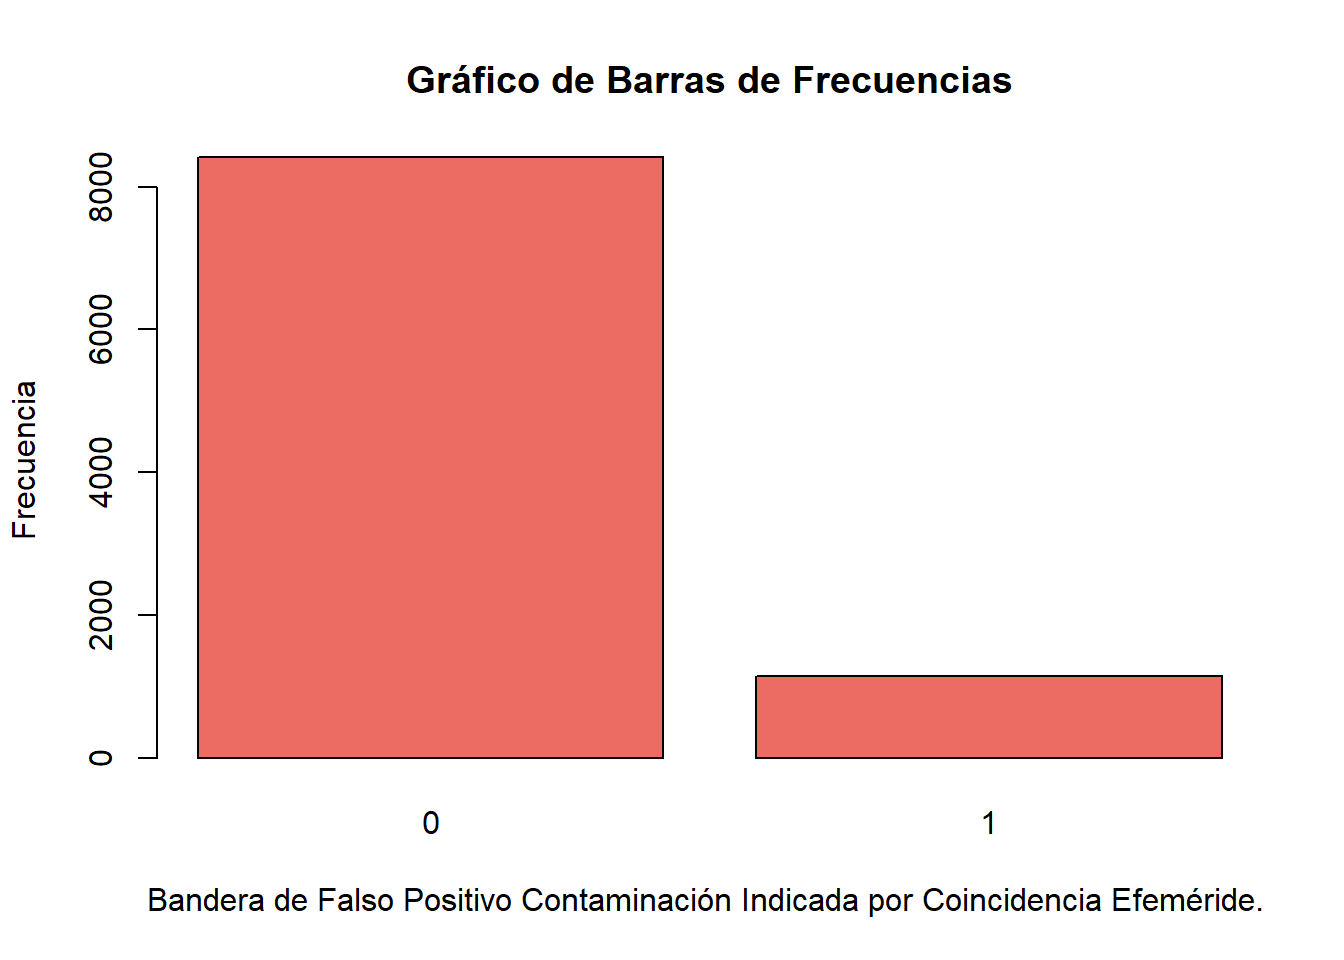 Gráfico de Barras de Frecuencias
Frecuencia
8000
6000
4000
2000
0
0
1
Bandera de Falso Positivo Contaminación Indicada por Coincidencia Efeméride.